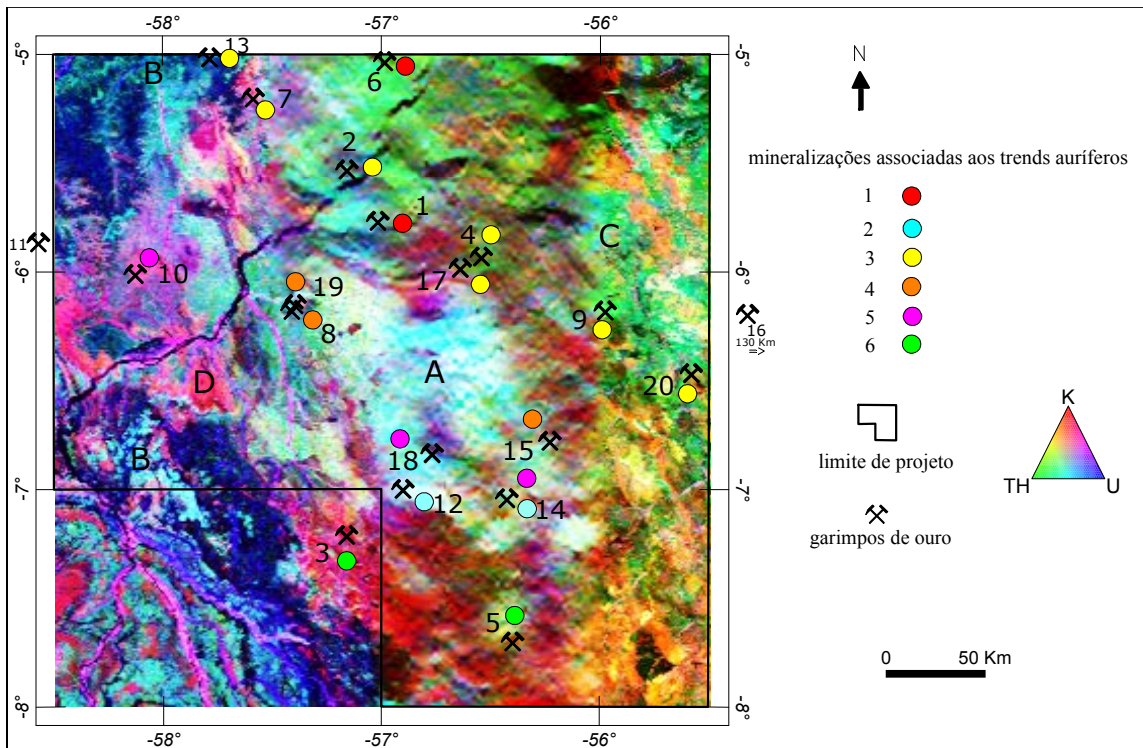 -58°
-57°
-56°
-5°
-5°
13
B
6
7
2
1
4
C
11
10
-6°
-6°
17
19
9
8
16
130 Km
=>
A
20
D
15
18
B
-7°
-7°
12
14
3
5
-8°
-8°
-58°
-57°
-56°
N
mineralizações associadas aos trends auríferos
1
2
3
4
5
6
K
TH
U
limite de projeto
garimpos de ouro
0 50 Km